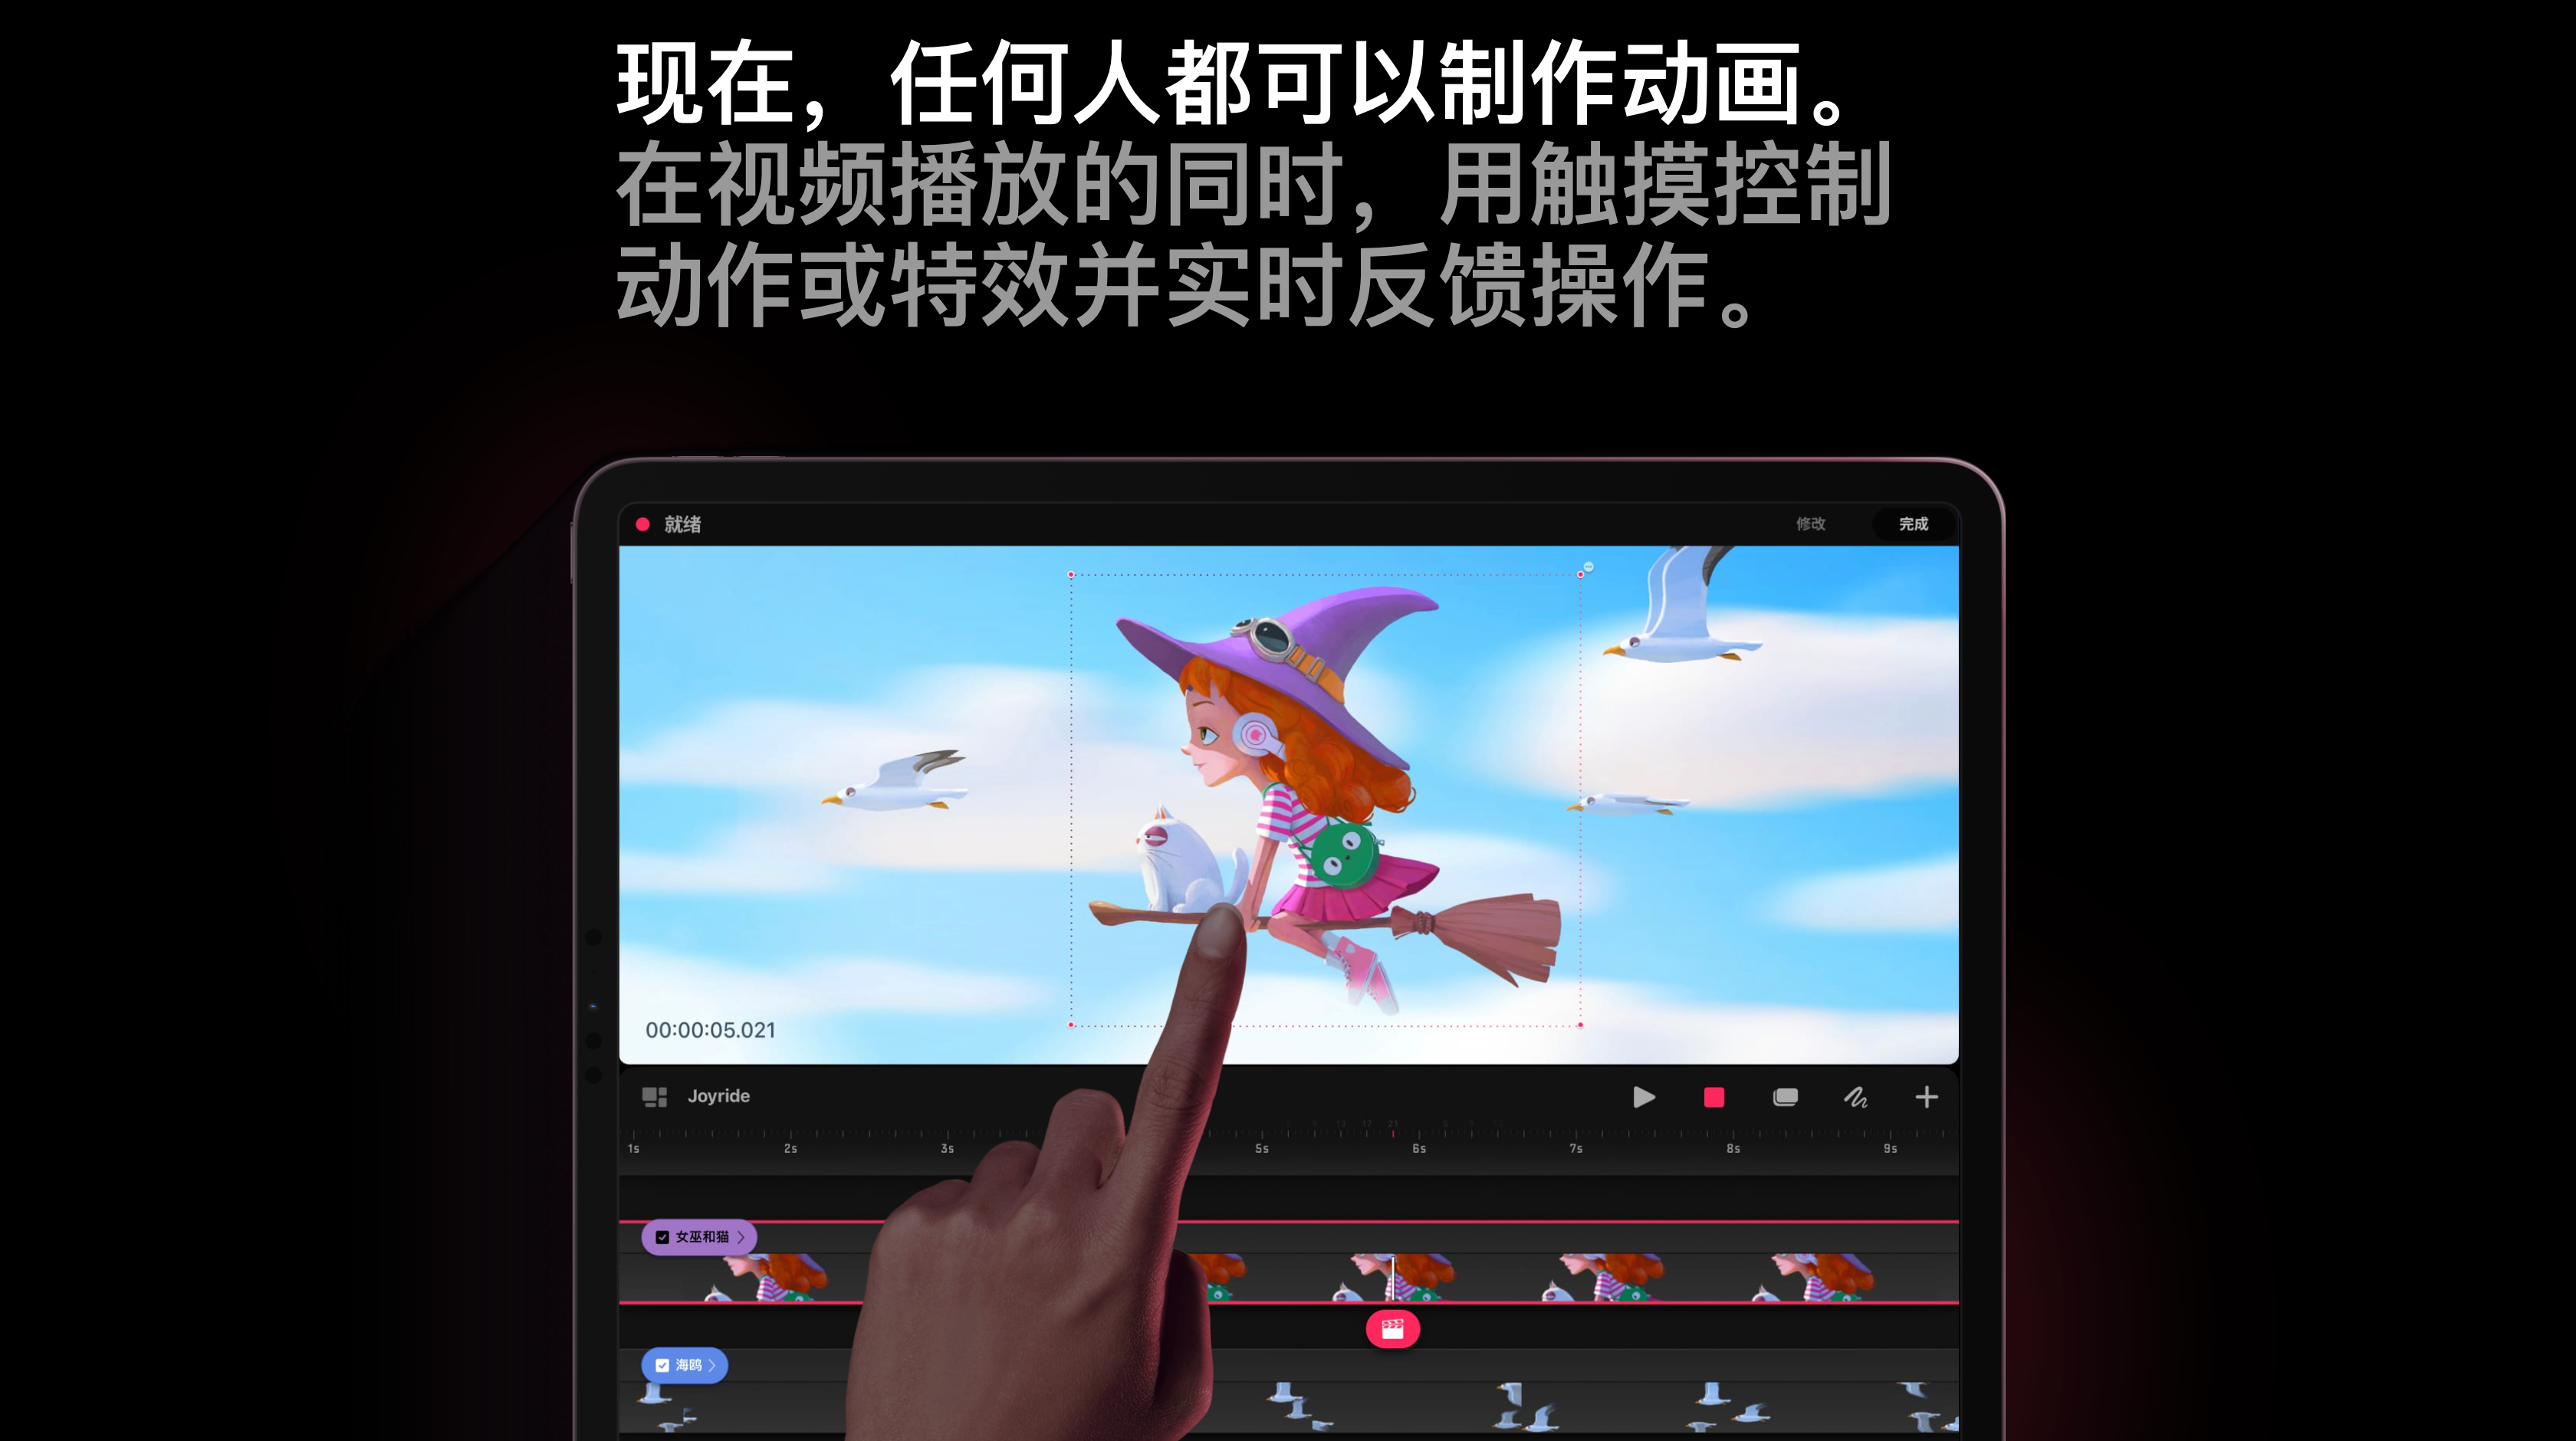 现在，任何人都可以制作动画。
在视频播放的同时，用触摸控制
动作或特效并实时反馈操作。
就绪
修改
完成
00:00:05.021
Joyride
1s 2s 3s 5s 6s 7s 8s 9s
女巫和猫
海鸥